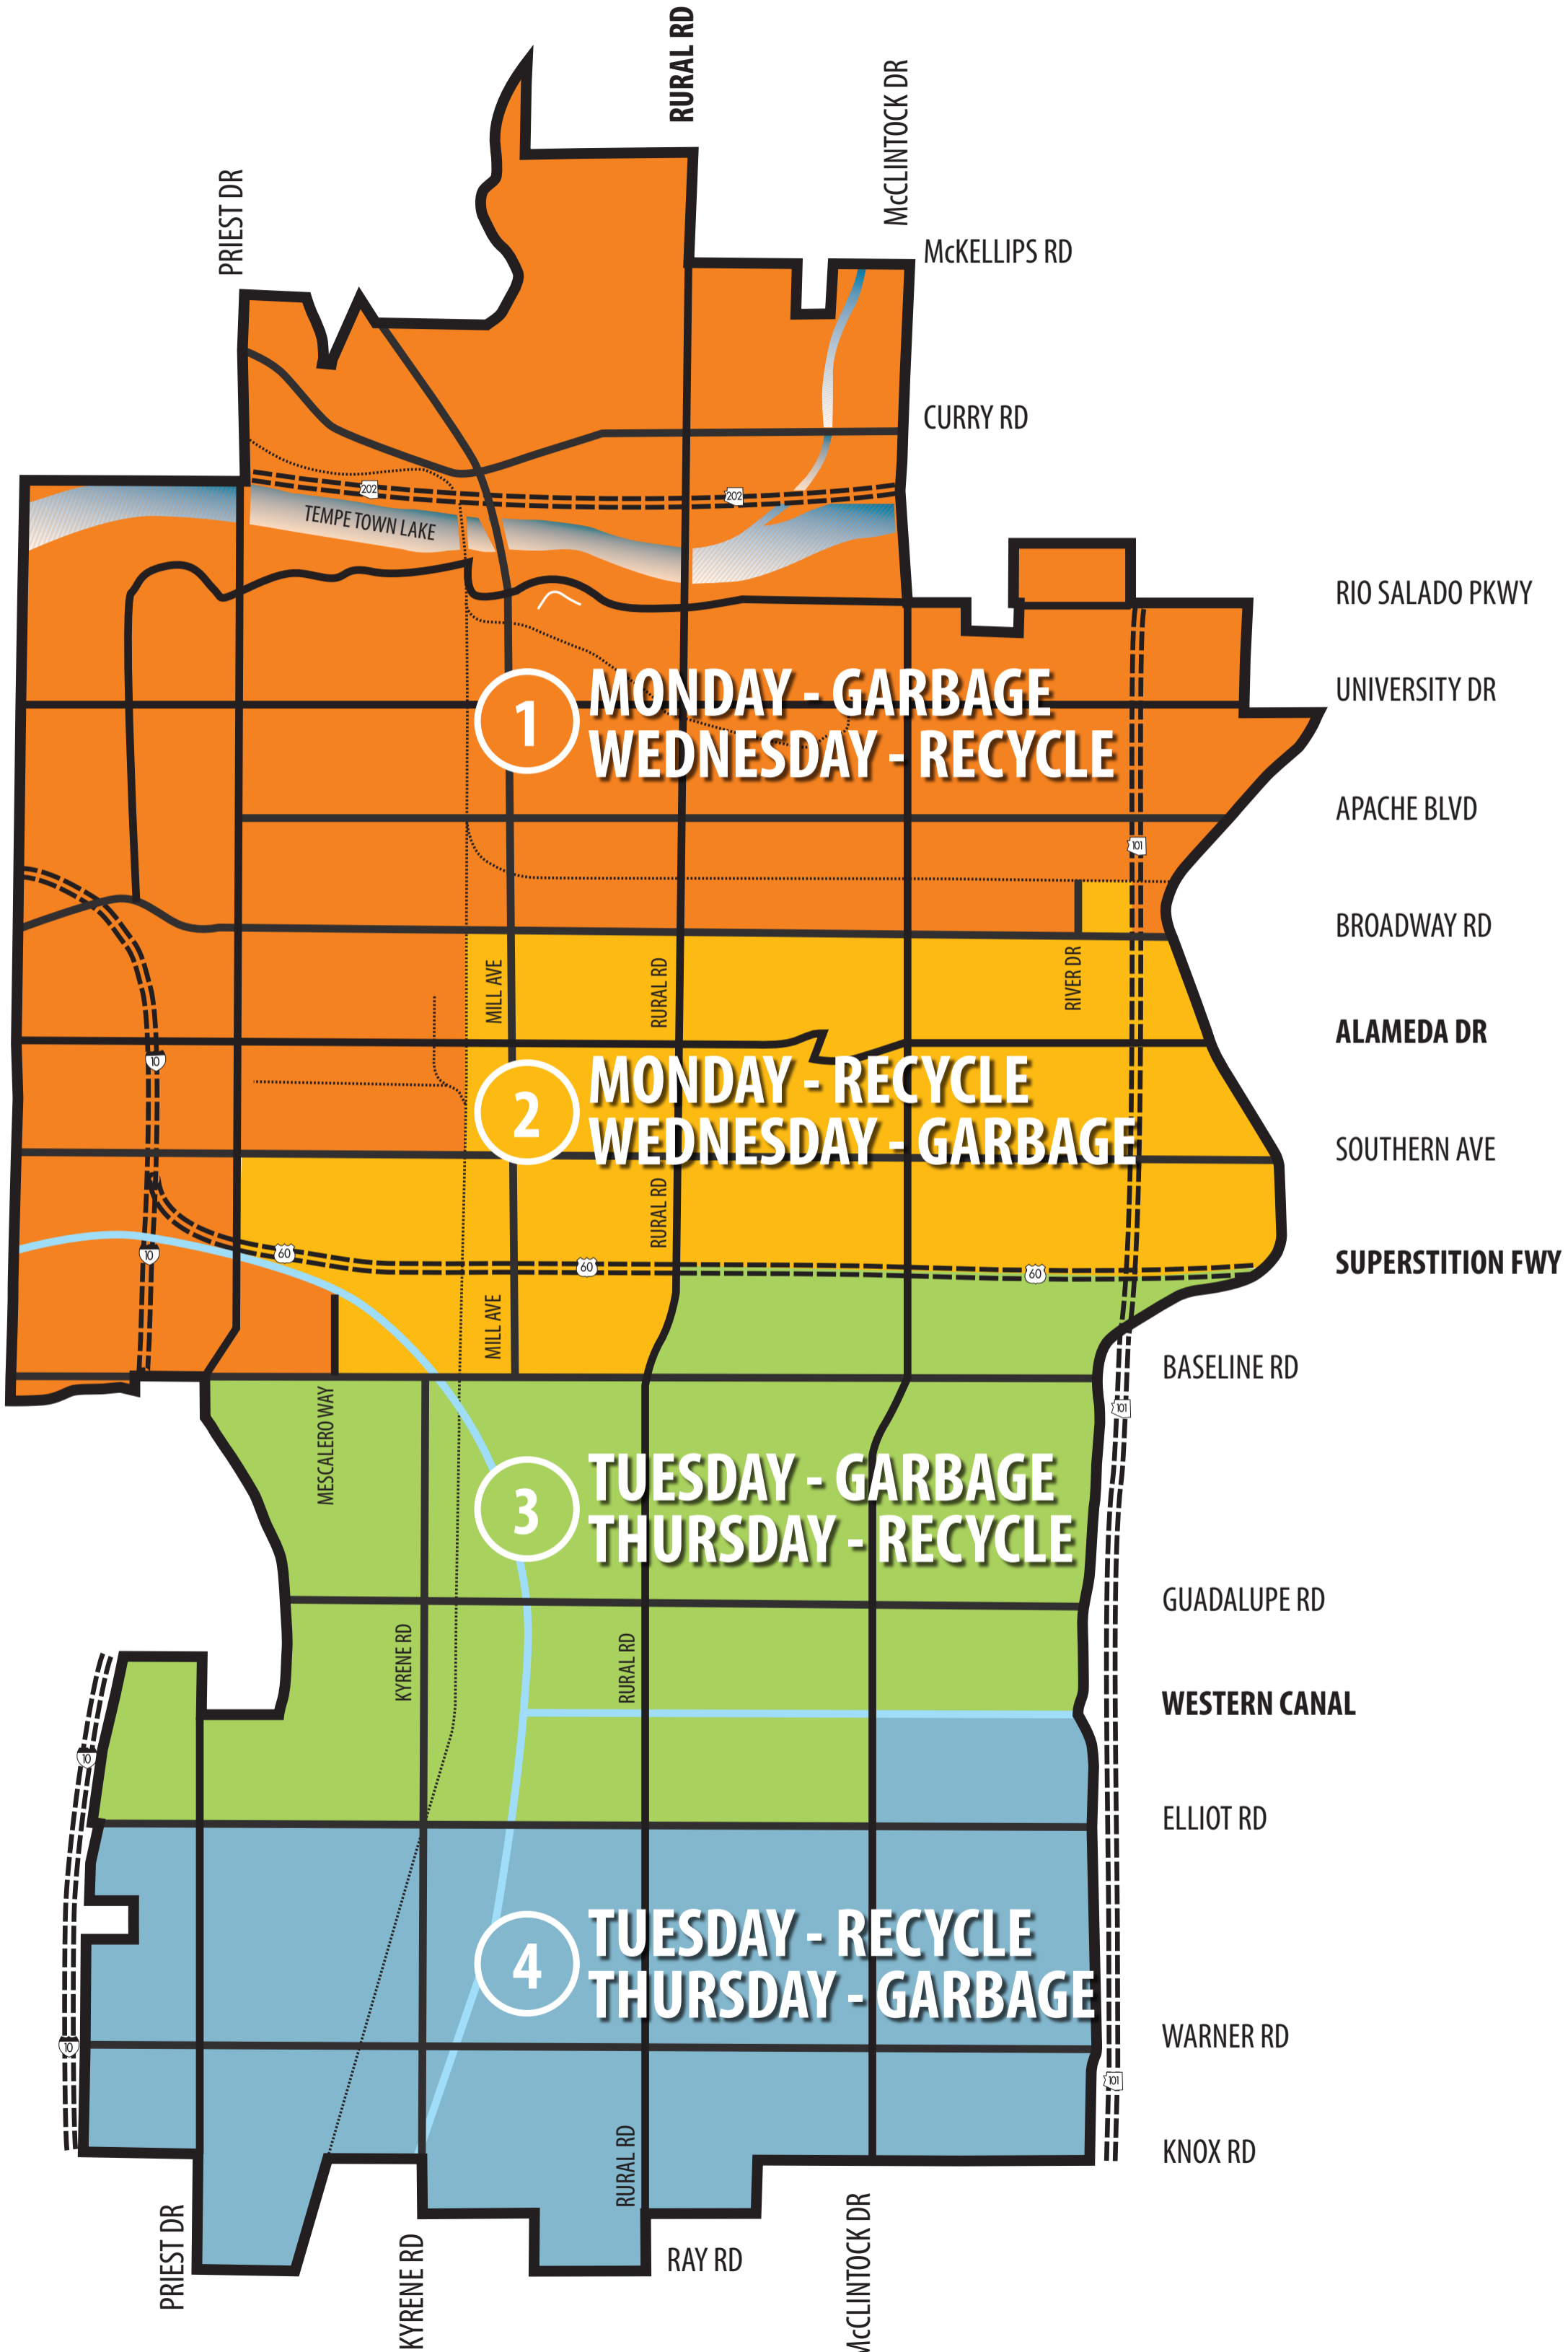 RURAL RD
McCLINTOCK DR
PRIEST DR
McKELLIPS RD
CURRY RD
202
202
TEMPE TOWN LAKE
RIO SALADO PKWY
1
MONDAY - GARBAGE
WEDNESDAY - RECYCLE
UNIVERSITY DR
APACHE BLVD
101
BROADWAY RD
MILL AVE
RURAL RD
RIVER DR
ALAMEDA DR
10
2
MONDAY - RECYCLE
WEDNESDAY - GARBAGE
SOUTHERN AVE
RURAL RD
10
60
60
60
SUPERSTITION FWY
MILL AVE
BASELINE RD
MESCALERO WAY
101
3
TUESDAY - GARBAGE
THURSDAY - RECYCLE
GUADALUPE RD
KYRENE RD
RURAL RD
WESTERN CANAL
10
ELLIOT RD
4
TUESDAY - RECYCLE
THURSDAY - GARBAGE
WARNER RD
10
101
KNOX RD
RURAL RD
PRIEST DR
KYRENE RD
RAY RD
McCLINTOCK DR